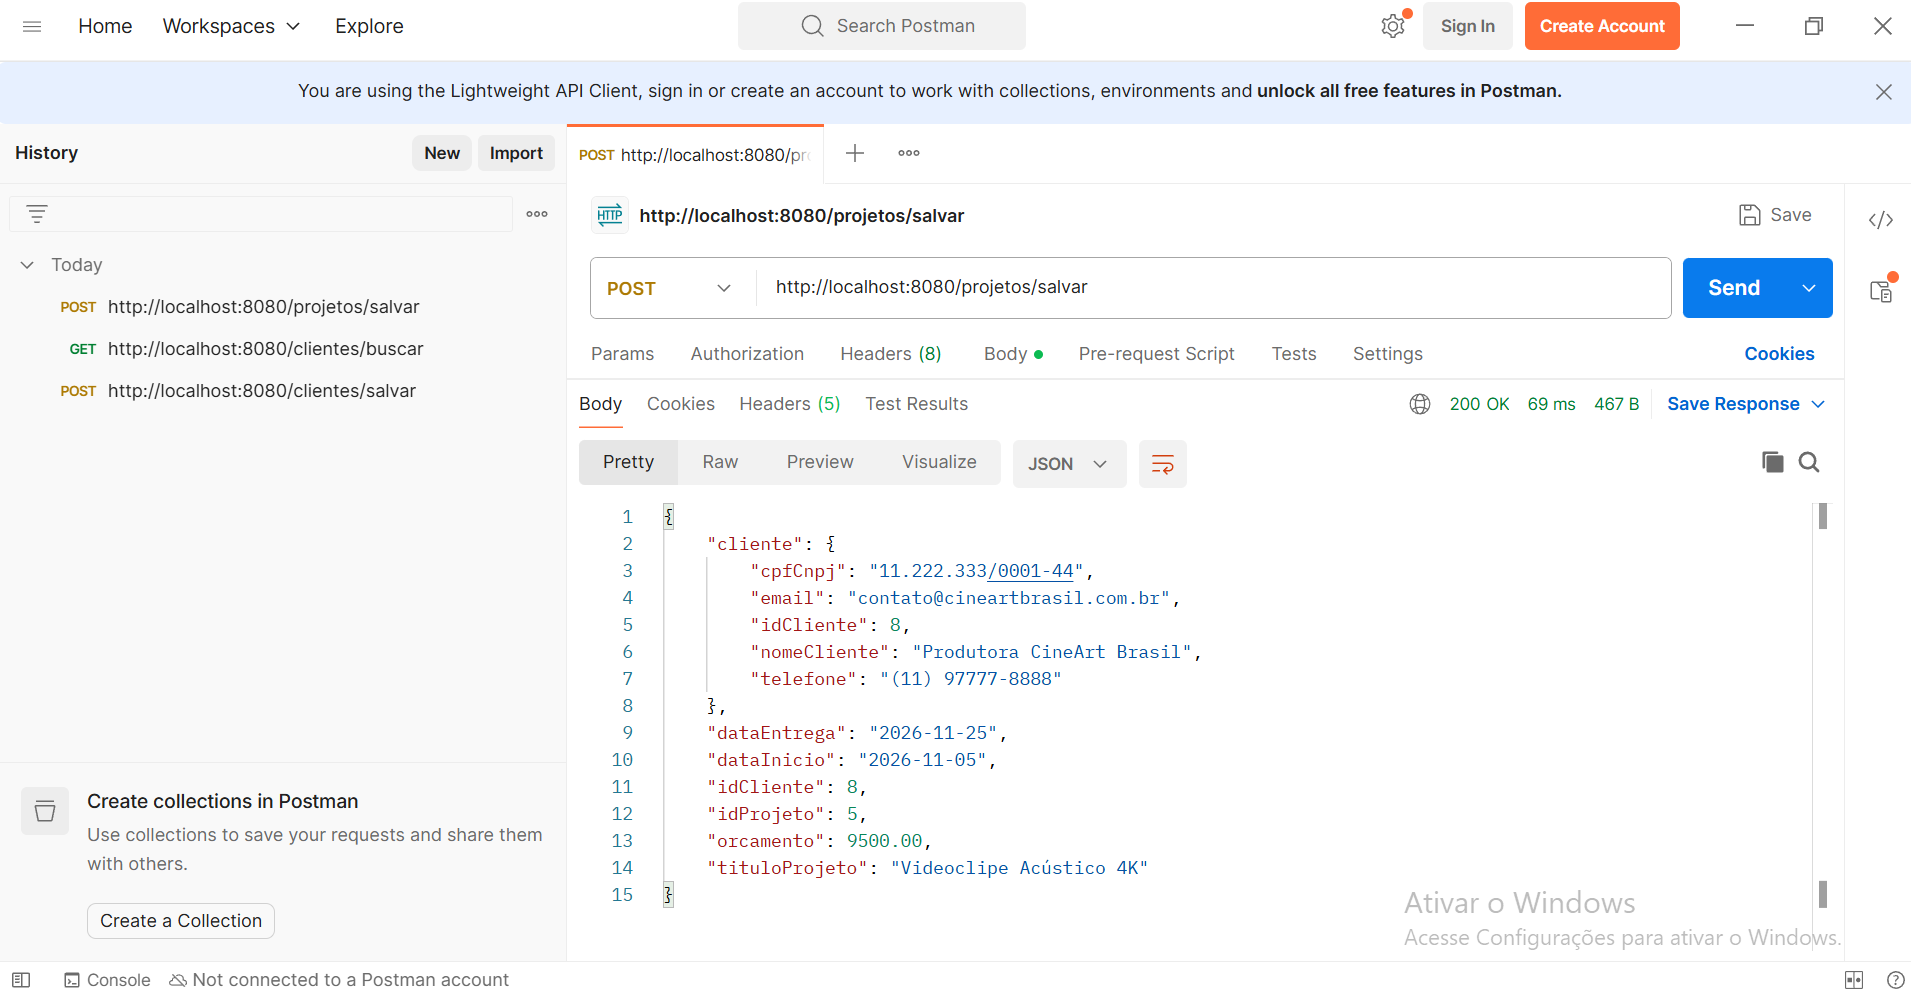 Home Workspaces Explore Search Postman Sign In Create Account
You are using the Lightweight API Client, sign in or create an account to work with collections, environments and unlock all free features in Postman.
History New Import
POST http://localhost:8080/pro
HTTP http://localhost:8080/projetos/salvar Save
Today
POST http://localhost:8080/projetos/salvar
GET http://localhost:8080/clientes/buscar
POST http://localhost:8080/clientes/salvar
POST http://localhost:8080/projetos/salvar Send
Params Authorization Headers (8) Body Pre-request Script Tests Settings Cookies
Body Cookies Headers (5) Test Results 200 OK 69 ms 467 B Save Response
Pretty Raw Preview Visualize JSON
1 {
2 "cliente": {
3 "cpfCnpj": "11.222.333/0001-44",
4 "email": "contato@cineartbrasil.com.br",
5 "idCliente": 8,
6 "nomeCliente": "Produtora CineArt Brasil",
7 "telefone": "(11) 97777-8888"
8 },
9 "dataEntrega": "2026-11-25",
10 "dataInicio": "2026-11-05",
11 "idCliente": 8,
12 "idProjeto": 5,
13 "orcamento": 9500.00,
14 "tituloProjeto": "Videoclipe Acústico 4K"
15 }
Create collections in Postman
Use collections to save your requests and share them
with others.
Create a Collection
Ativar o Windows
Acesse Configurações para ativar o Windows.
Console Not connected to a Postman account